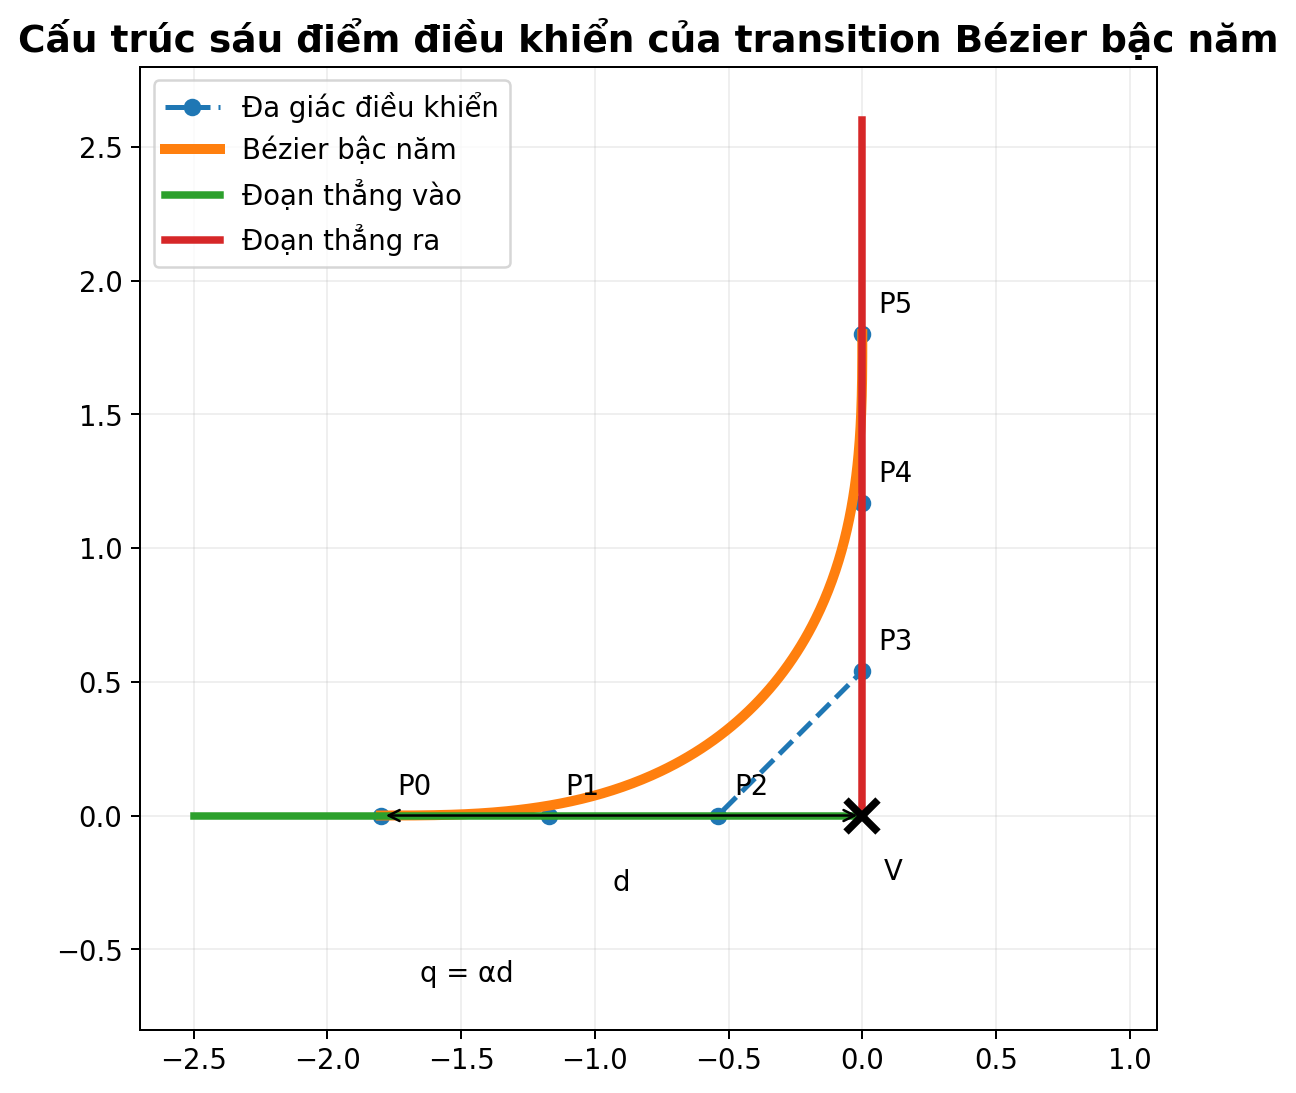 Cấu trúc sáu điểm điều khiển của transition Bézier bậc năm
Đa giác điều khiển
Bézier bậc năm
Đoạn thẳng vào
Đoạn thẳng ra
2.5
2.0
1.5
1.0
0.5
0.0
−0.5
P5
P4
P3
P0
P1
P2
V
d
q = αd
−2.5
−2.0
−1.5
−1.0
−0.5
0.0
0.5
1.0